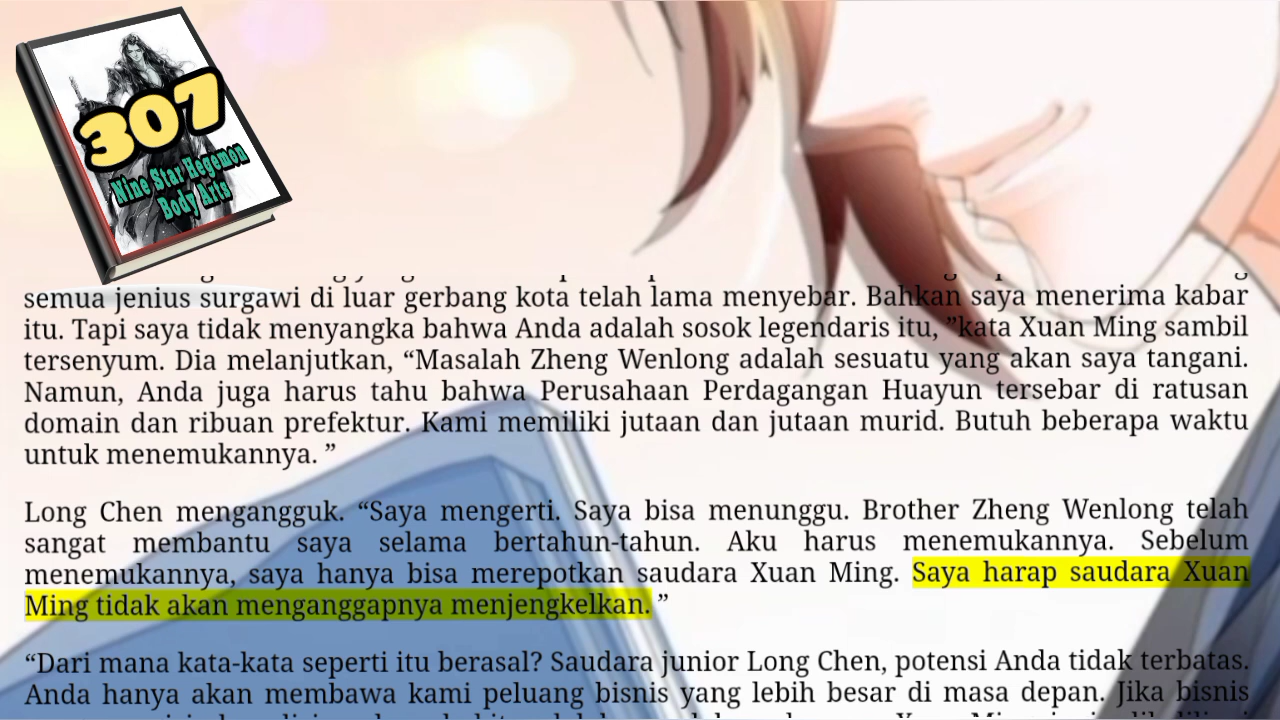 307
Nine Star Hegemon
Body Arts
semua jenius surgawi di luar gerbang kota telah lama menyebar. Bahkan saya menerima kabar
itu. Tapi saya tidak menyangka bahwa Anda adalah sosok legendaris itu, ”kata Xuan Ming sambil
tersenyum. Dia melanjutkan, “Masalah Zheng Wenlong adalah sesuatu yang akan saya tangani.
Namun, Anda juga harus tahu bahwa Perusahaan Perdagangan Huayun tersebar di ratusan
domain dan ribuan prefektur. Kami memiliki jutaan dan jutaan murid. Butuh beberapa waktu
untuk menemukannya. ”
Long Chen mengangguk. “Saya mengerti. Saya bisa menunggu. Brother Zheng Wenlong telah
sangat membantu saya selama bertahun-tahun. Aku harus menemukannya. Sebelum
menemukannya, saya hanya bisa merepotkan saudara Xuan Ming. Saya harap saudara Xuan
Ming tidak akan menganggapnya menjengkelkan. ”
“Dari mana kata-kata seperti itu berasal? Saudara junior Long Chen, potensi Anda tidak terbatas.
Anda hanya akan membawa kami peluang bisnis yang lebih besar di masa depan. Jika bisnis